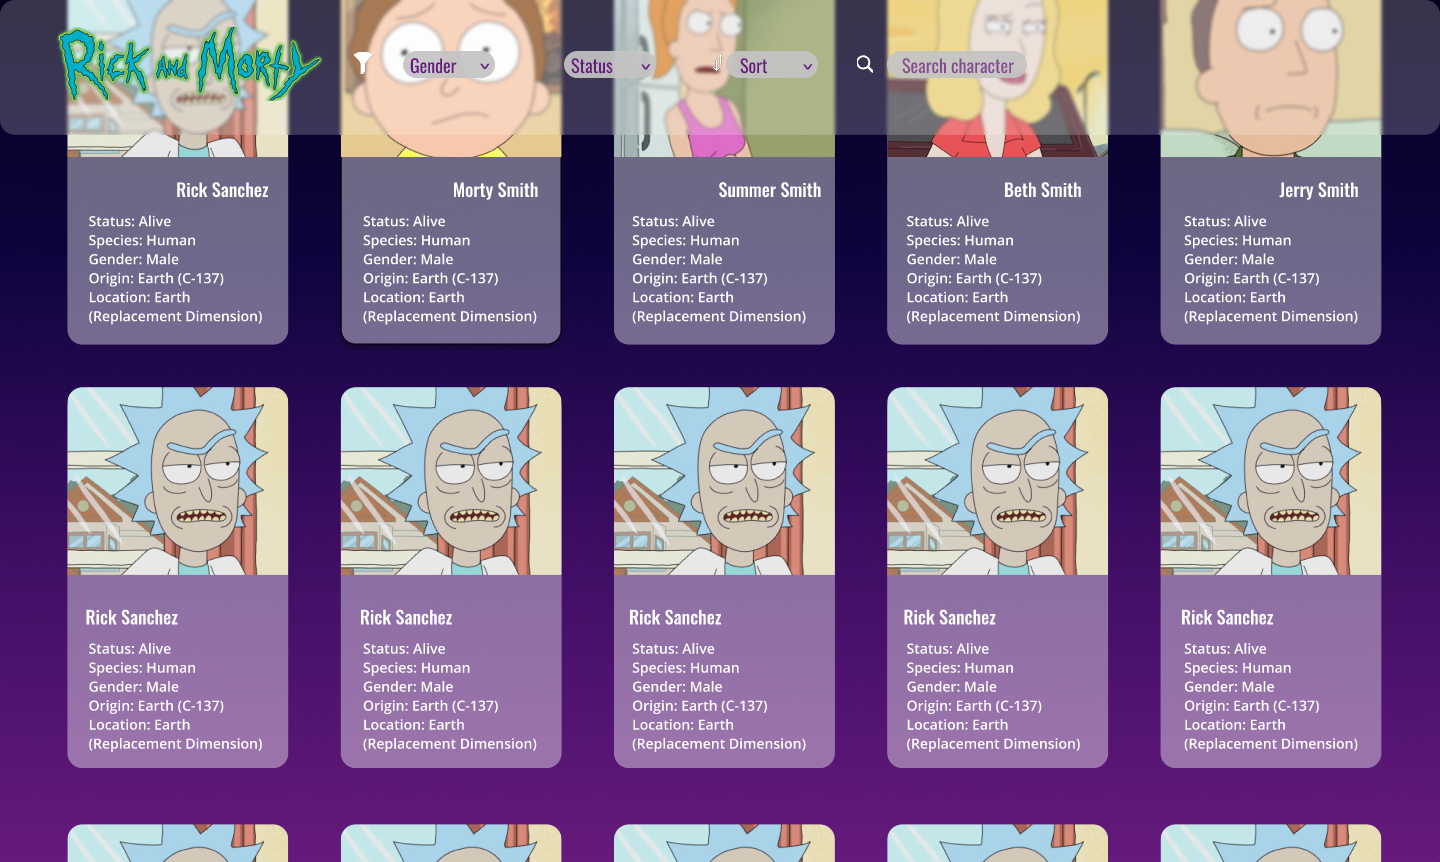 Rick and Morty
Gender
Status
Sort
Search character
Rick Sanchez
Status: Alive
Species: Human
Gender: Male
Origin: Earth (C-137)
Location: Earth
(Replacement Dimension)
Morty Smith
Status: Alive
Species: Human
Gender: Male
Origin: Earth (C-137)
Location: Earth
(Replacement Dimension)
Summer Smith
Status: Alive
Species: Human
Gender: Male
Origin: Earth (C-137)
Location: Earth
(Replacement Dimension)
Beth Smith
Status: Alive
Species: Human
Gender: Male
Origin: Earth (C-137)
Location: Earth
(Replacement Dimension)
Jerry Smith
Status: Alive
Species: Human
Gender: Male
Origin: Earth (C-137)
Location: Earth
(Replacement Dimension)
Rick Sanchez
Status: Alive
Species: Human
Gender: Male
Origin: Earth (C-137)
Location: Earth
(Replacement Dimension)
Rick Sanchez
Status: Alive
Species: Human
Gender: Male
Origin: Earth (C-137)
Location: Earth
(Replacement Dimension)
Rick Sanchez
Status: Alive
Species: Human
Gender: Male
Origin: Earth (C-137)
Location: Earth
(Replacement Dimension)
Rick Sanchez
Status: Alive
Species: Human
Gender: Male
Origin: Earth (C-137)
Location: Earth
(Replacement Dimension)
Rick Sanchez
Status: Alive
Species: Human
Gender: Male
Origin: Earth (C-137)
Location: Earth
(Replacement Dimension)